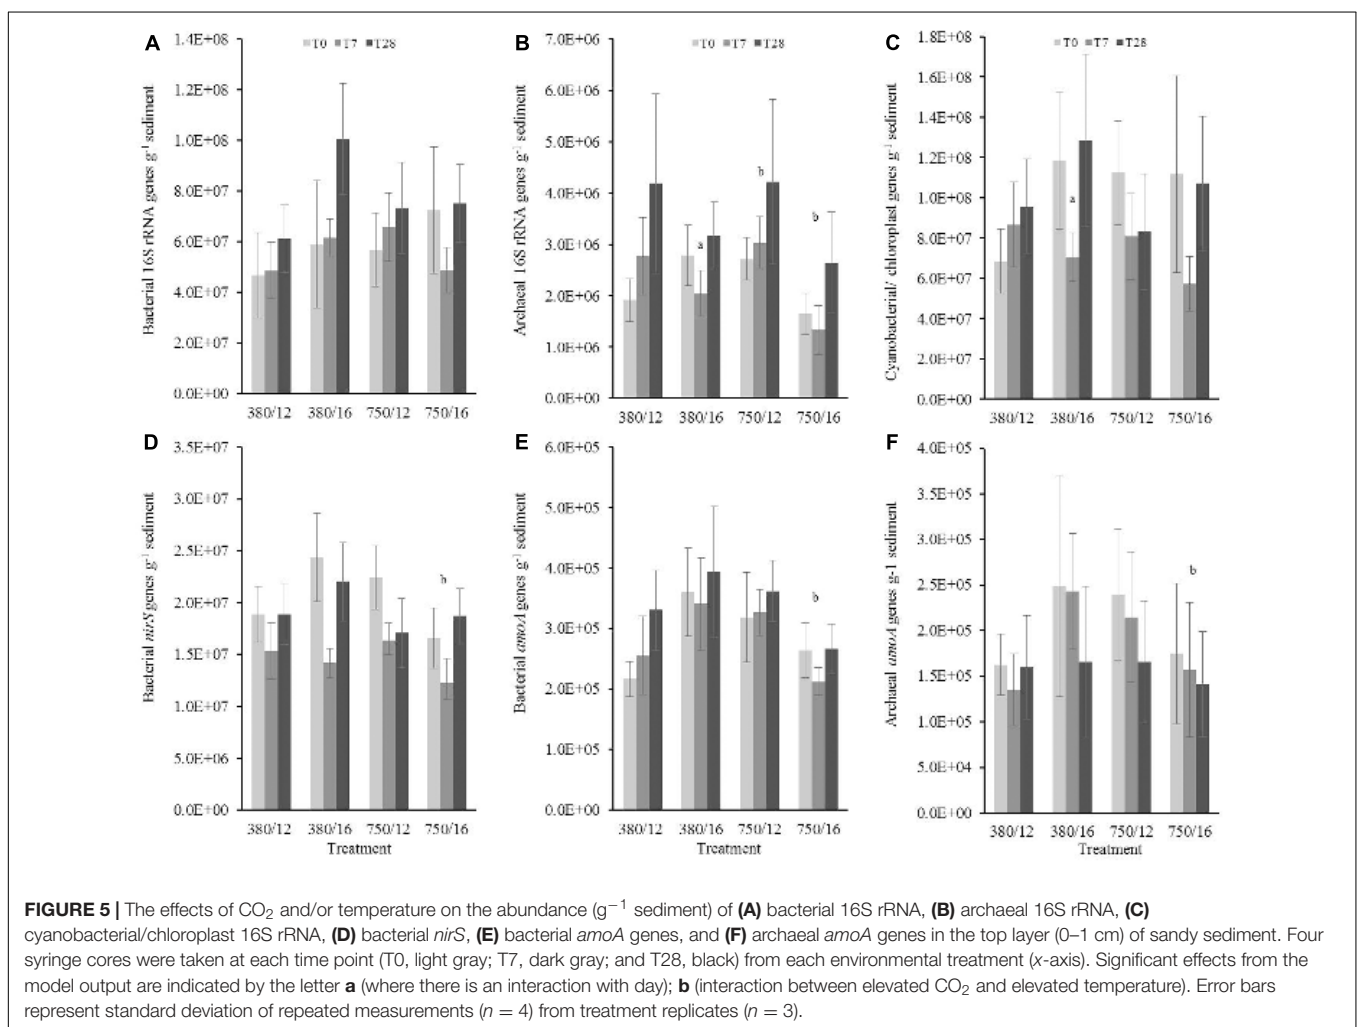 A
Bacterial 16S rRNA genes g-1 sediment
T0 T7 T28
1.4E+08
1.2E+08
1.0E+08
8.0E+07
6.0E+07
4.0E+07
2.0E+07
0.0E+00
380/12 380/16 750/12 750/16
B
Archaeal 16S rRNA genes g-1 sediment
T0 T7 T28
7.0E+06
6.0E+06
5.0E+06
4.0E+06
3.0E+06
2.0E+06
1.0E+06
0.0E+00
a
b
b
380/12 380/16 750/12 750/16
C
Cyanobacterial/ chloroplast genes g-1 sediment
T0 T7 T28
1.8E+08
1.6E+08
1.4E+08
1.2E+08
1.0E+08
8.0E+07
6.0E+07
4.0E+07
2.0E+07
0.0E+00
a
380/12 380/16 750/12 750/16
D
Bacterial nirS genes g-1 sediment
3.5E+07
3.0E+07
2.5E+07
2.0E+07
1.5E+07
1.0E+07
5.0E+06
0.0E+00
b
380/12 380/16 750/12 750/16
Treatment
E
Bacterial amoA genes g-1 sediment
6.0E+05
5.0E+05
4.0E+05
3.0E+05
2.0E+05
1.0E+05
0.0E+00
b
380/12 380/16 750/12 750/16
Treatment
F
Archaeal amoA genes g-1 sediment
4.0E+05
3.5E+05
3.0E+05
2.5E+05
2.0E+05
1.5E+05
1.0E+05
5.0E+04
0.0E+00
b
380/12 380/16 750/12 750/16
Treatment
FIGURE 5 | The effects of CO2 and/or temperature on the abundance (g−1 sediment) of (A) bacterial 16S rRNA, (B) archaeal 16S rRNA, (C)
cyanobacterial/chloroplast 16S rRNA, (D) bacterial nirS, (E) bacterial amoA genes, and (F) archaeal amoA genes in the top layer (0–1 cm) of sandy sediment. Four
syringe cores were taken at each time point (T0, light gray; T7, dark gray; and T28, black) from each environmental treatment (x-axis). Significant effects from the
model output are indicated by the letter a (where there is an interaction with day); b (interaction between elevated CO2 and elevated temperature). Error bars
represent standard deviation of repeated measurements (n = 4) from treatment replicates (n = 3).